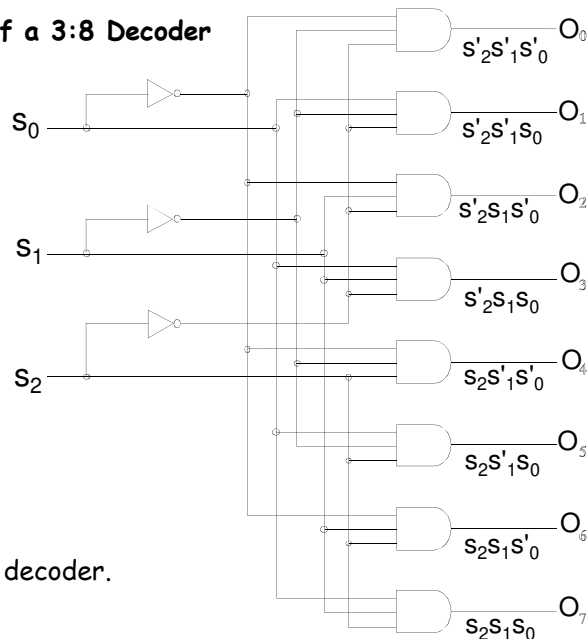 f a 3:8 Decoder
O0
s'2s'1s'0
s0
O1
s'2s'1s0
O2
s'2s1s'0
s1
O3
s'2s1s0
O4
s2s'1s'0
s2
O5
s2s'1s0
O6
s2s1s'0
decoder.
O7
s2s1s0